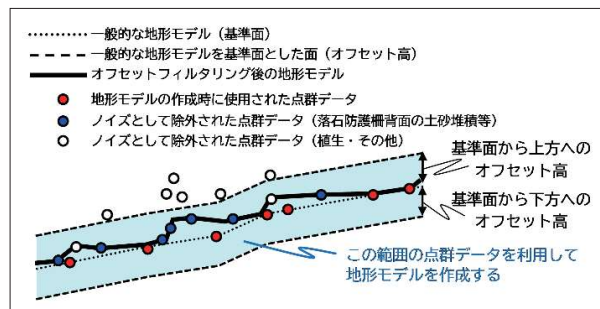 一般的な地形モデル(基準面)
一般的な地形モデルを基準面とした面(オフセット高)
オフセットフィルタリング後の地形モデル
地形モデルの作成時に使用された点群データ
ノイズとして除外された点群データ(落石防護柵背面の土砂堆積等)
ノイズとして除外された点群データ(植生・その他)
基準面から上方への
オフセット高
基準面から下方への
オフセット高
この範囲の点群データを利用して
地形モデルを作成する